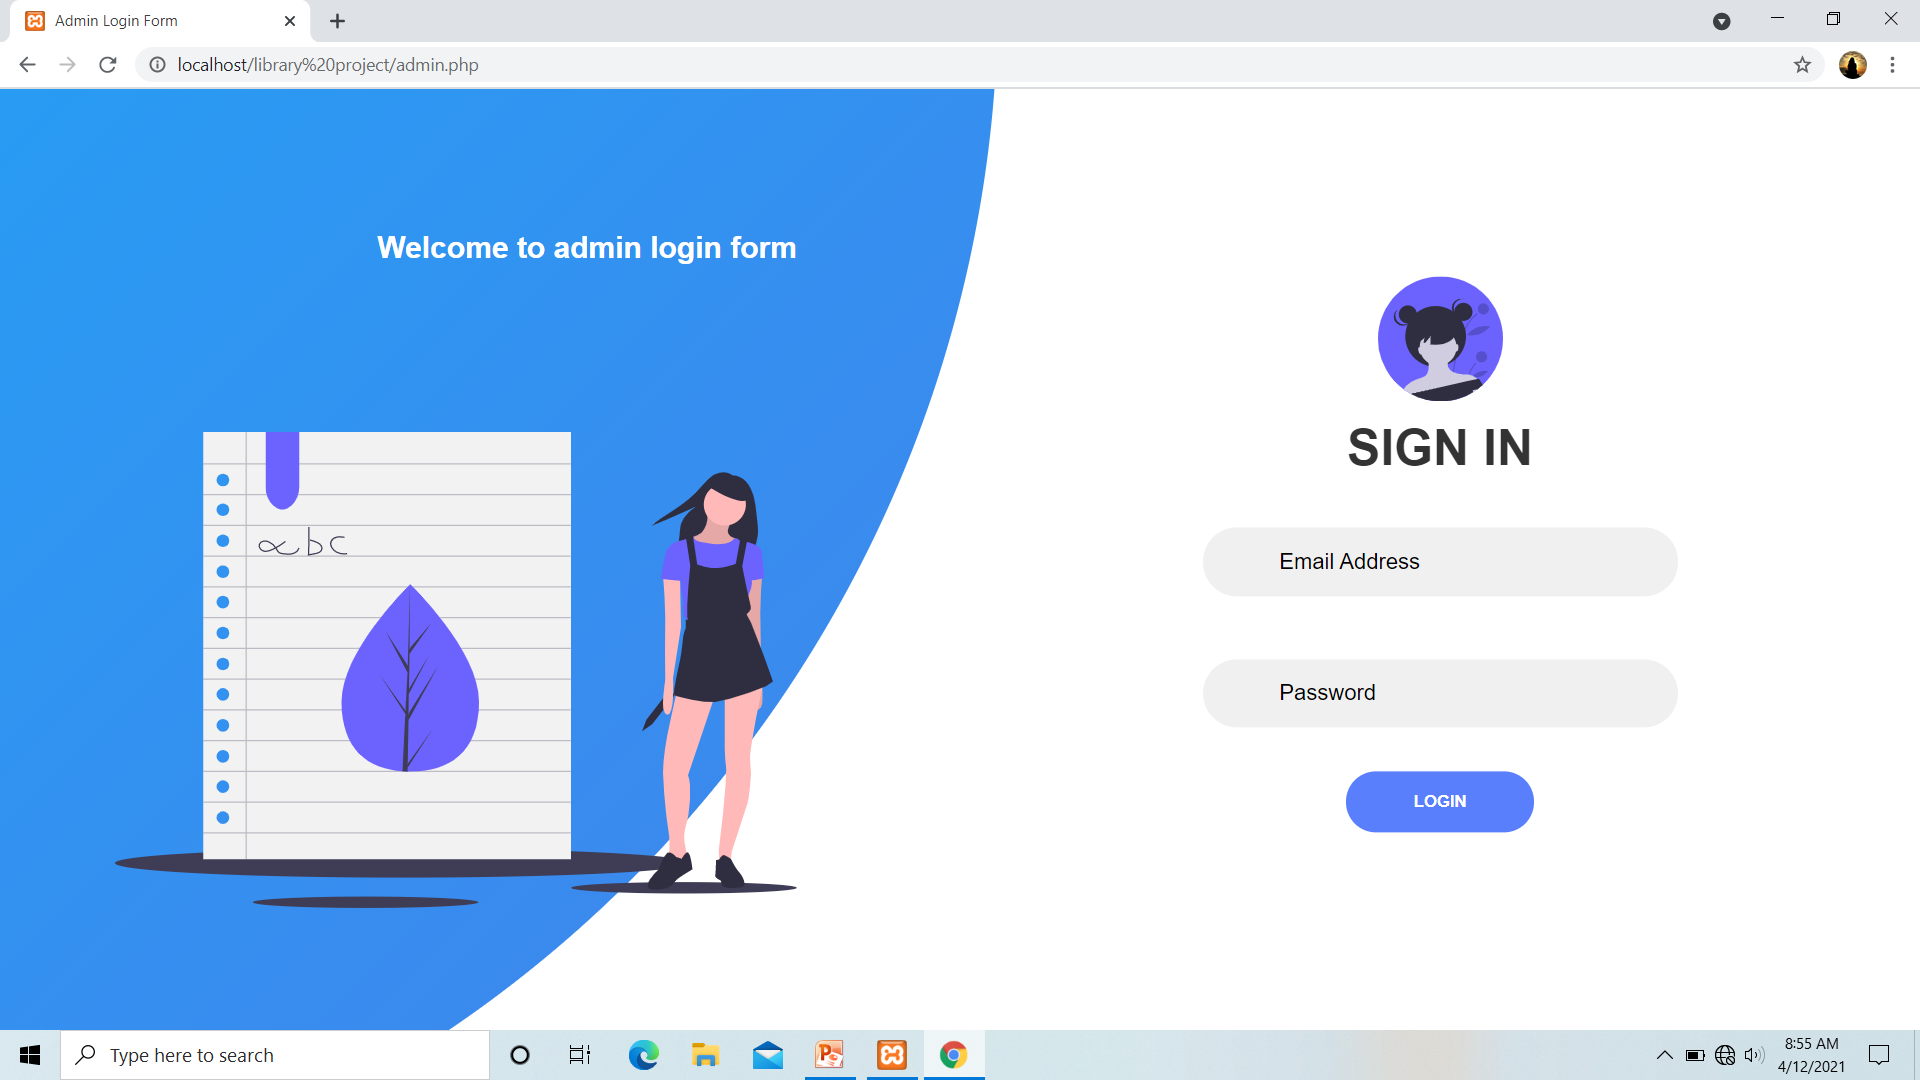 Admin Login Form
localhost/library%20project/admin.php
Welcome to admin login form
abc
SIGN IN
Email Address
Password
LOGIN
Type here to search
8:55 AM
4/12/2021